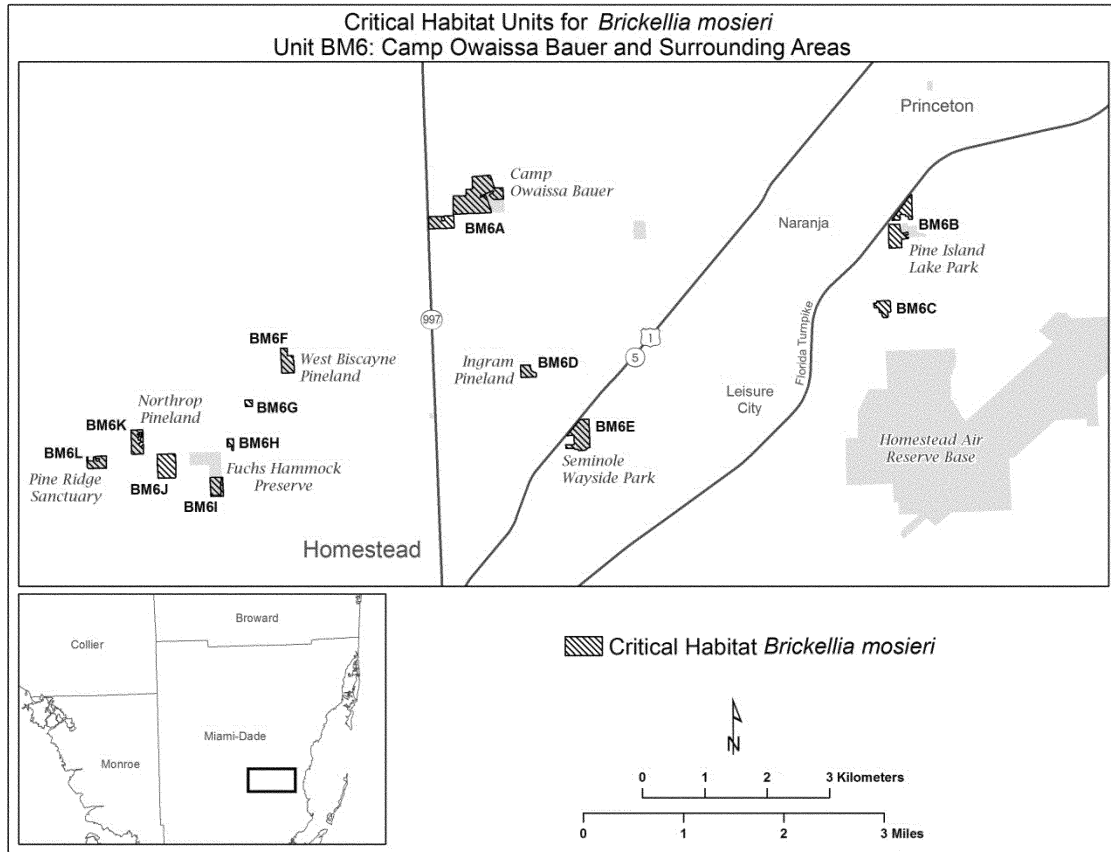 Critical Habitat Units for Brickellia mosieri
Unit BM6: Camp Owaissa Bauer and Surrounding Areas
Princeton
Camp
Owaissa Bauer
BM6A
Naranja
BM6B
Pine Island
Lake Park
BM6C
997
1
5
Florida Turnpike
BM6F
West Biscayne
Pineland
Ingram
Pineland
BM6D
Leisure
City
BM6G
Northrop
Pineland
BM6K
BM6H
BM6E
Homestead Air
Reserve Base
BM6L
Pine Ridge
Sanctuary
BM6J
Fuchs Hammock
Preserve
BM6I
Seminole
Wayside Park
Homestead
Broward
Collier
Miami-Dade
Monroe
Critical Habitat Brickellia mosieri
N
0 1 2 3 Kilometers
0 1 2 3 Miles